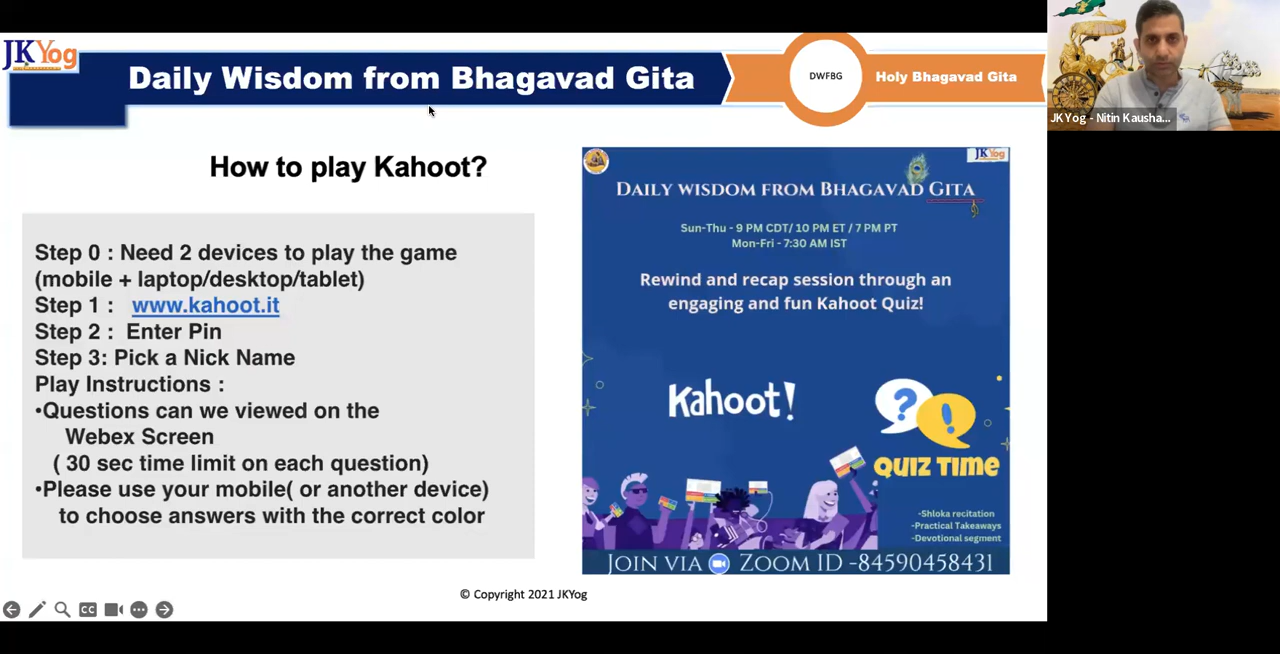 JKYog
Daily Wisdom from Bhagavad Gita
DWFBG
Holy Bhagavad Gita
JKYog - Nitin Kausha...
How to play Kahoot?
Step 0 : Need 2 devices to play the game
(mobile + laptop/desktop/tablet)
Step 1 : www.kahoot.it
Step 2 : Enter Pin
Step 3: Pick a Nick Name
Play Instructions :
•Questions can we viewed on the
Webex Screen
( 30 sec time limit on each question)
•Please use your mobile( or another device)
to choose answers with the correct color
JKYog
Daily wisdom from Bhagavad Gita
Sun-Thu - 9 PM CDT/ 10 PM ET / 7 PM PT
Mon-Fri - 7:30 AM IST
Rewind and recap session through an
engaging and fun Kahoot Quiz!
Kahoot!
? !
QUIZ TIME
-Shloka recitation
-Practical Takeaways
-Devotional segment
Join via Zoom ID -84590458431
© Copyright 2021 JKYog
CC